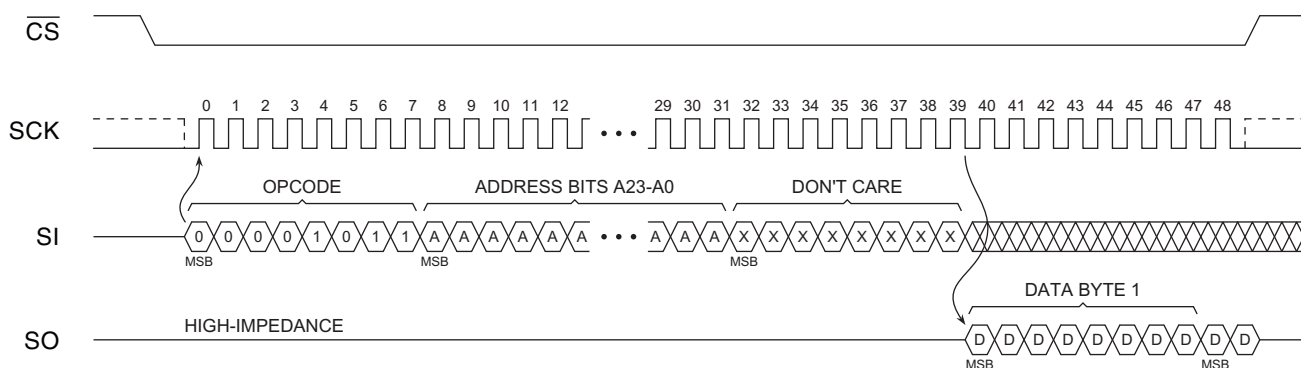 CS
0 1 2 3 4 5 6 7 8 9 10 11 12 29 30 31 32 33 34 35 36 37 38 39 40 41 42 43 44 45 46 47 48
SCK
OPCODE ADDRESS BITS A23-A0 DON'T CARE
SI 0 0 0 0 1 0 1 1 A A A A A A A A A X X X X X X X X
MSB MSB MSB
DATA BYTE 1
HIGH-IMPEDANCE
SO D D D D D D D D D D
MSB MSB